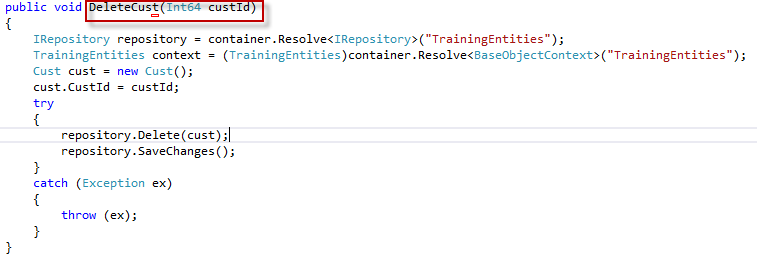 public void DeleteCust(Int64 custId)
{
IRepository repository = container.Resolve<IRepository>("TrainingEntities");
TrainingEntities context = (TrainingEntities)container.Resolve<BaseObjectContext>("TrainingEntities");
Cust cust = new Cust();
cust.CustId = custId;
try
{
repository.Delete(cust);
repository.SaveChanges();
}
catch (Exception ex)
{
throw (ex);
}
}